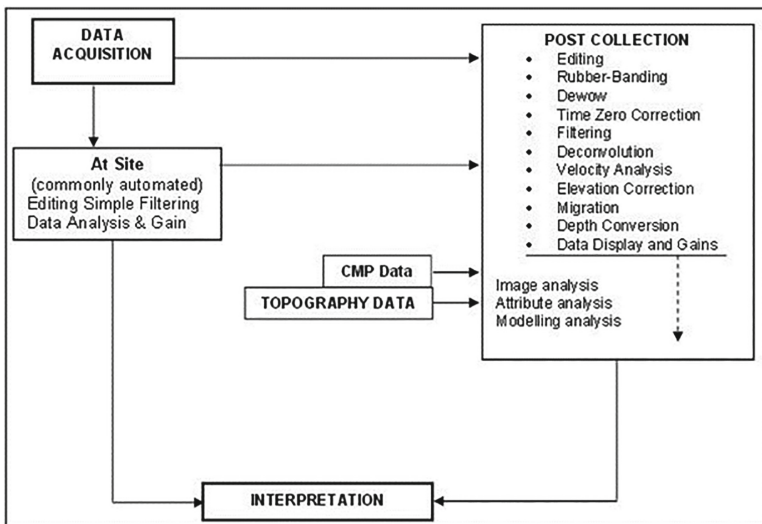 DATA
ACQUISITION
At Site
(commonly automated)
Editing Simple Filtering
Data Analysis & Gain
POST COLLECTION
• Editing
• Rubber-Banding
• Dewow
• Time Zero Correction
• Filtering
• Deconvolution
• Velocity Analysis
• Elevation Correction
• Migration
• Depth Conversion
• Data Display and Gains
CMP Data
TOPOGRAPHY DATA
Image analysis
Attribute analysis
Modelling analysis
INTERPRETATION